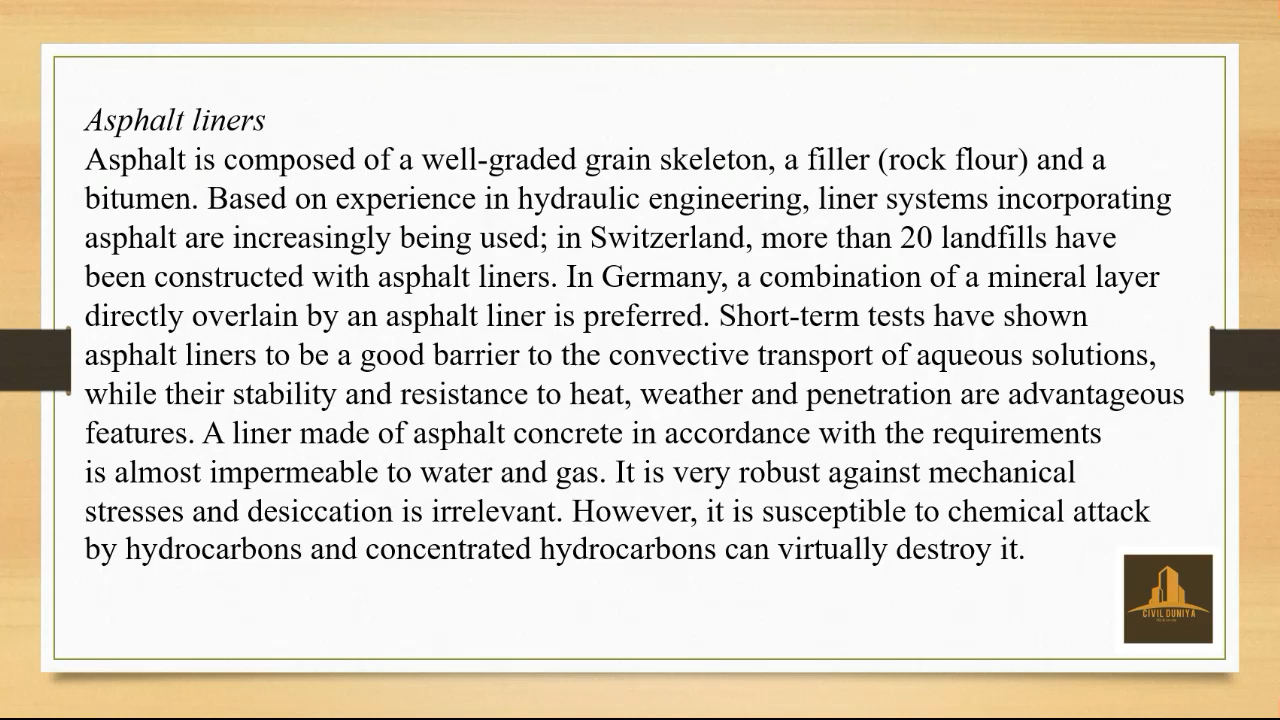 Asphalt liners
Asphalt is composed of a well-graded grain skeleton, a filler (rock flour) and a
bitumen. Based on experience in hydraulic engineering, liner systems incorporating
asphalt are increasingly being used; in Switzerland, more than 20 landfills have
been constructed with asphalt liners. In Germany, a combination of a mineral layer
directly overlain by an asphalt liner is preferred. Short-term tests have shown
asphalt liners to be a good barrier to the convective transport of aqueous solutions,
while their stability and resistance to heat, weather and penetration are advantageous
features. A liner made of asphalt concrete in accordance with the requirements
is almost impermeable to water and gas. It is very robust against mechanical
stresses and desiccation is irrelevant. However, it is susceptible to chemical attack
by hydrocarbons and concentrated hydrocarbons can virtually destroy it.
CIVIL DUNIYA